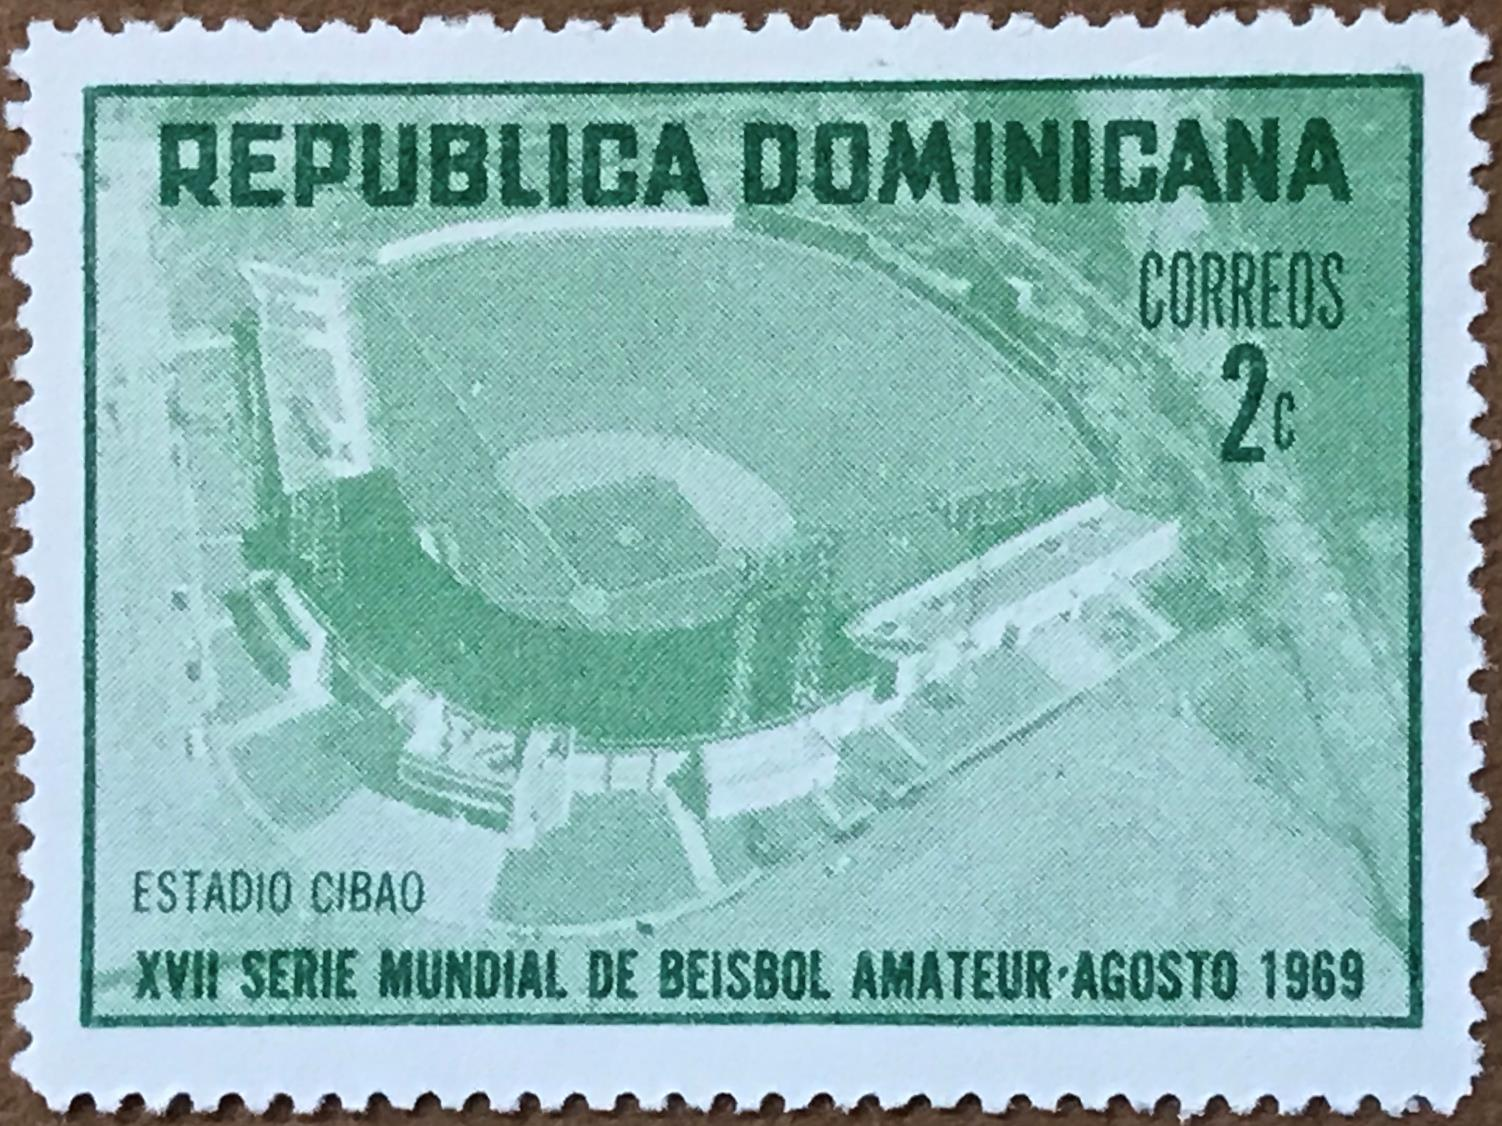 REPUBLICA DOMINICANA
CORREOS
2c
ESTADIO CIBAO
XVII SERIE MUNDIAL DE BEISBOL AMATEUR·AGOSTO 1969